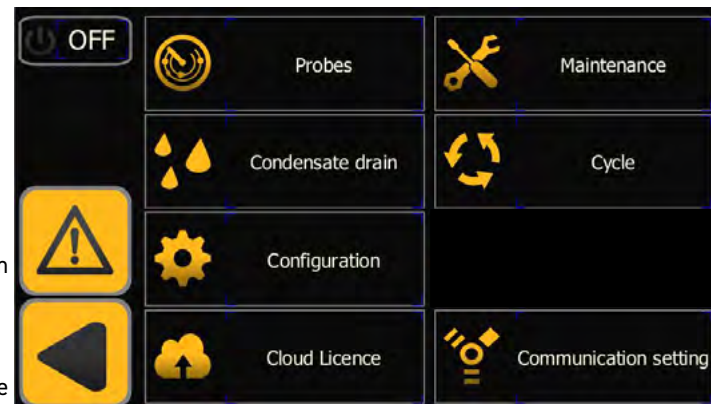 OFF
Probes
Maintenance
Condensate drain
Cycle
Configuration
Cloud Licence
Communication setting